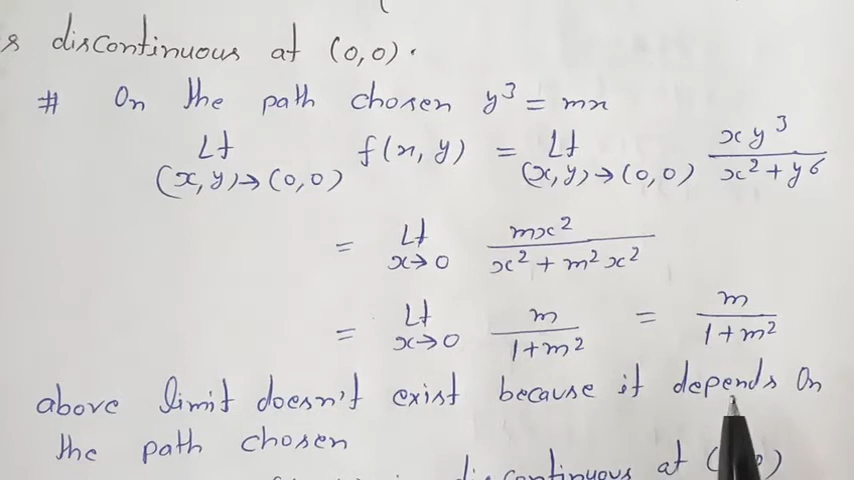 s discontinuous at (0,0).
# On the path chosen y³ = mx
Lt (x,y)→(0,0) f(x,y) = Lt (x,y)→(0,0) xy³/(x²+y⁶)
= Lt x→0 mx²/(x²+m²x²)
= Lt x→0 m/(1+m²) = m/(1+m²)
above limit doesn't exist because it depends On
the path chosen
discontinuous at (